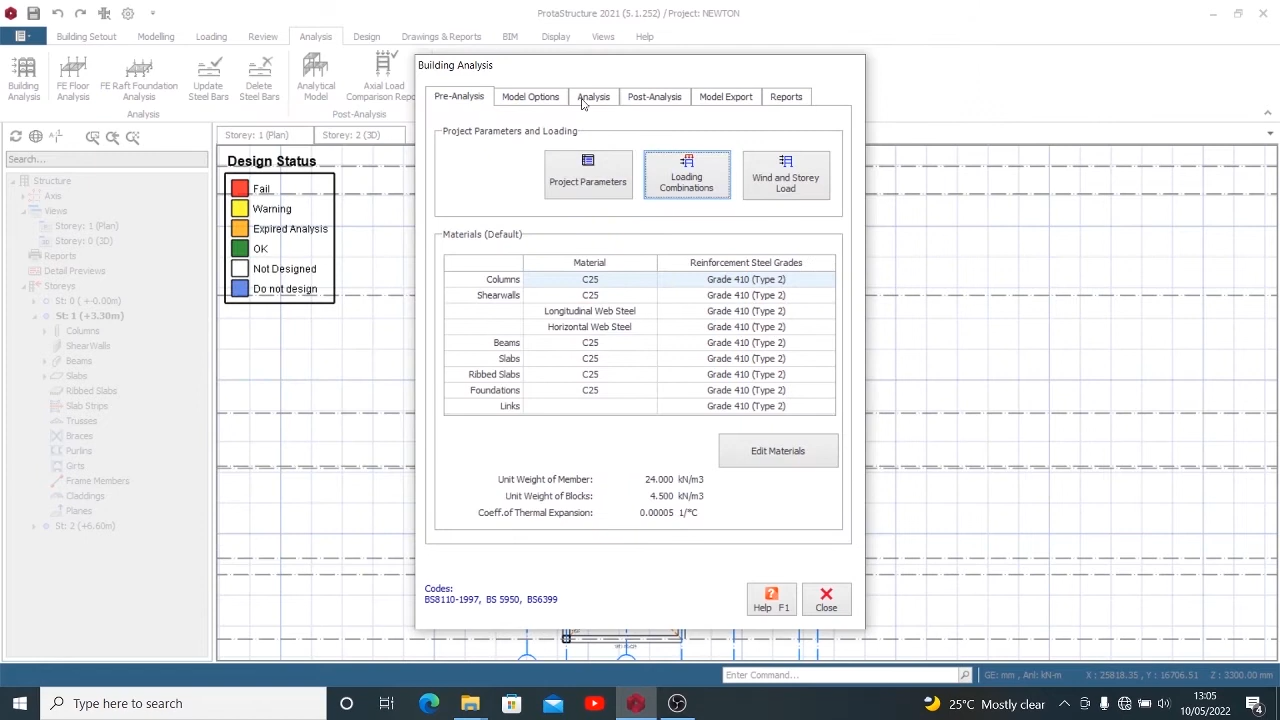 ProtaStructure 2021 (5.1.252) / Project: NEWTON
Building Setout
Modelling
Loading
Review
Analysis
Design
Drawings & Reports
BIM
Display
Views
Help
Building Analysis
FE Floor Analysis
FE Raft Foundation Analysis
Update Steel Bars
Delete Steel Bars
Analytical Model
Axial Load Comparison Repo
Analysis
Post-Analysis
Search...
Structure
Axis
Views
Storey: 1 (Plan)
Storey: 0 (3D)
Reports
Detail Previews
Storeys
St: 0 (+-0.00m)
St: 1 (+3.30m)
Columns
ShearWalls
Beams
Slabs
Ribbed Slabs
Slab Strips
Trusses
Braces
Purlins
Girts
Frame Members
Claddings
Planes
St: 2 (+6.60m)
Storey: 1 (Plan)
Storey: 2 (3D)
Design Status
Fail
Warning
Expired Analysis
OK
Not Designed
Do not design
Building Analysis
Pre-Analysis
Model Options
Analysis
Post-Analysis
Model Export
Reports
Project Parameters and Loading
Project Parameters
Loading Combinations
Wind and Storey Load
Materials (Default)
Material Reinforcement Steel Grades
Columns C25 Grade 410 (Type 2)
Shearwalls C25 Grade 410 (Type 2)
Longitudinal Web Steel Grade 410 (Type 2)
Horizontal Web Steel Grade 410 (Type 2)
Beams C25 Grade 410 (Type 2)
Slabs C25 Grade 410 (Type 2)
Ribbed Slabs C25 Grade 410 (Type 2)
Foundations C25 Grade 410 (Type 2)
Links Grade 410 (Type 2)
Edit Materials
Unit Weight of Member: 24.000 kN/m3
Unit Weight of Blocks: 4.500 kN/m3
Coeff.of Thermal Expansion: 0.00005 1/°C
Codes:
BS8110-1997, BS 5950, BS6399
Help F1
Close
Enter Command...
GE: mm , Anl: kN-m
X : 25818.35 , Y : 16706.51
Z : 3300.00 mm
Type here to search
25°C Mostly clear
13:05
10/05/2022
4